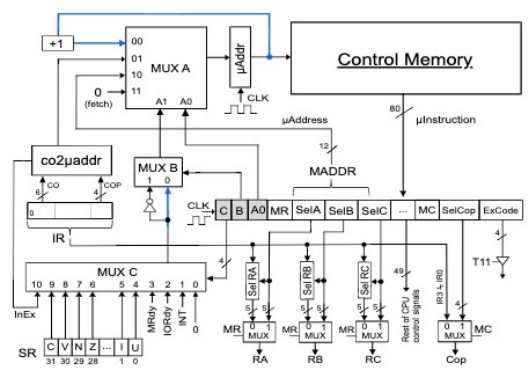 +1
00
01
10
11
MUX A
A1 A0
µAddr
CLK
Control Memory
0
(fetch)
µAddress
12
80
µInstruction
MADDR
co2µaddr
MUX B
1 0
6
CO
4
COP
0
IR
CLK
C B A0 MR SelA SelB SelC ... MC SelCop ExCode
4
T11
MUX C
10 9 8 7 6 5 4 3 2 1 0
4
InEx
MRdy
IORdy
INT
0
SR
C V N Z ... I U
31 30 29 28 1 0
Sel RA
Sel RB
Sel RC
5 5
5 5
5 5
49
Rest of CPU
control signals
IR3 - IR0
4
MR 0 1 MUX
MR 0 1 MUX
MR 0 1 MUX
0 1 MUX MC
RA
RB
RC
Cop